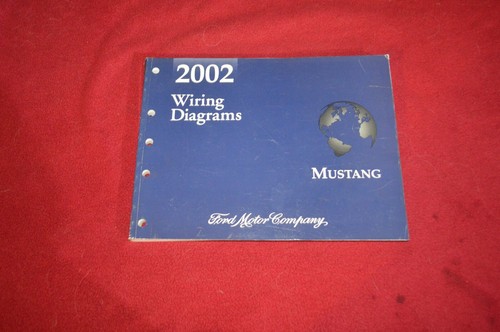 2002
Wiring
Diagrams
MUSTANG
Ford Motor Company,